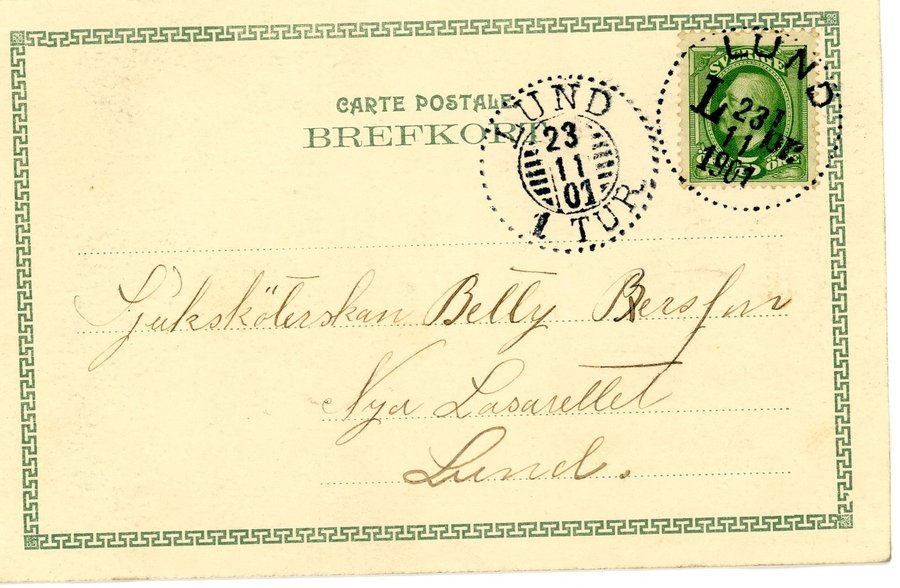 CARTE POSTALE
BREFKORT
LUND
23
11
01
1 TUR
SVERIGE
LUND
23 1
11
1901
Sjuksköterskan Betty
Nya Lasarettet
Lund.